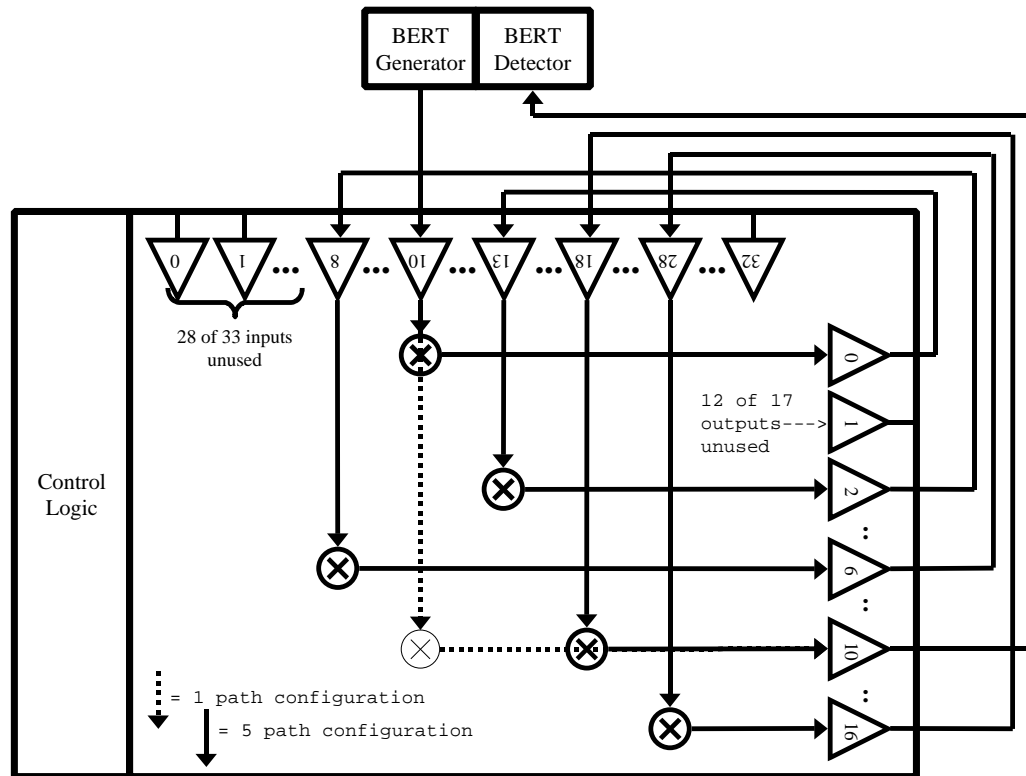 BERT
Generator
BERT
Detector
0
1
...
8
...
10
...
13
...
18
...
28
...
32
28 of 33 inputs
unused
0
12 of 17
outputs--->
unused
1
Control
Logic
2
..
6
..
10
= 1 path configuration
..
= 5 path configuration
16